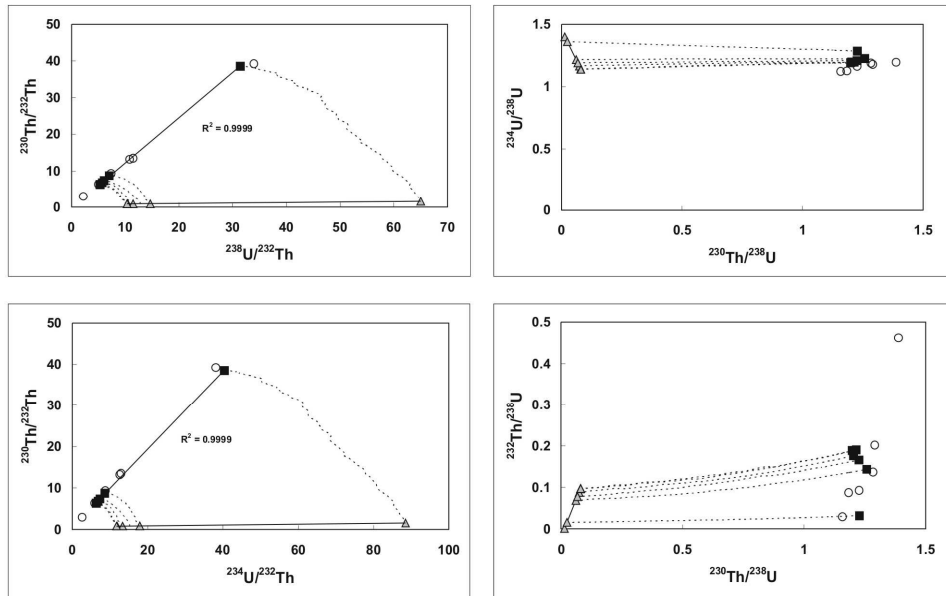 50
40
30
20
10
0
²³⁰Th/²³²Th
R² = 0.9999
0 10 20 30 40 50 60 70
²³⁸U/²³²Th
1.5
1
0.5
0
²³⁴U/²³⁸U
0 0.5 1 1.5
²³⁰Th/²³⁸U
50
40
30
20
10
0
²³⁰Th/²³²Th
R² = 0.9999
0 20 40 60 80 100
²³⁴U/²³²Th
0.5
0.4
0.3
0.2
0.1
0
²³²Th/²³⁸U
0 0.5 1 1.5
²³⁰Th/²³⁸U